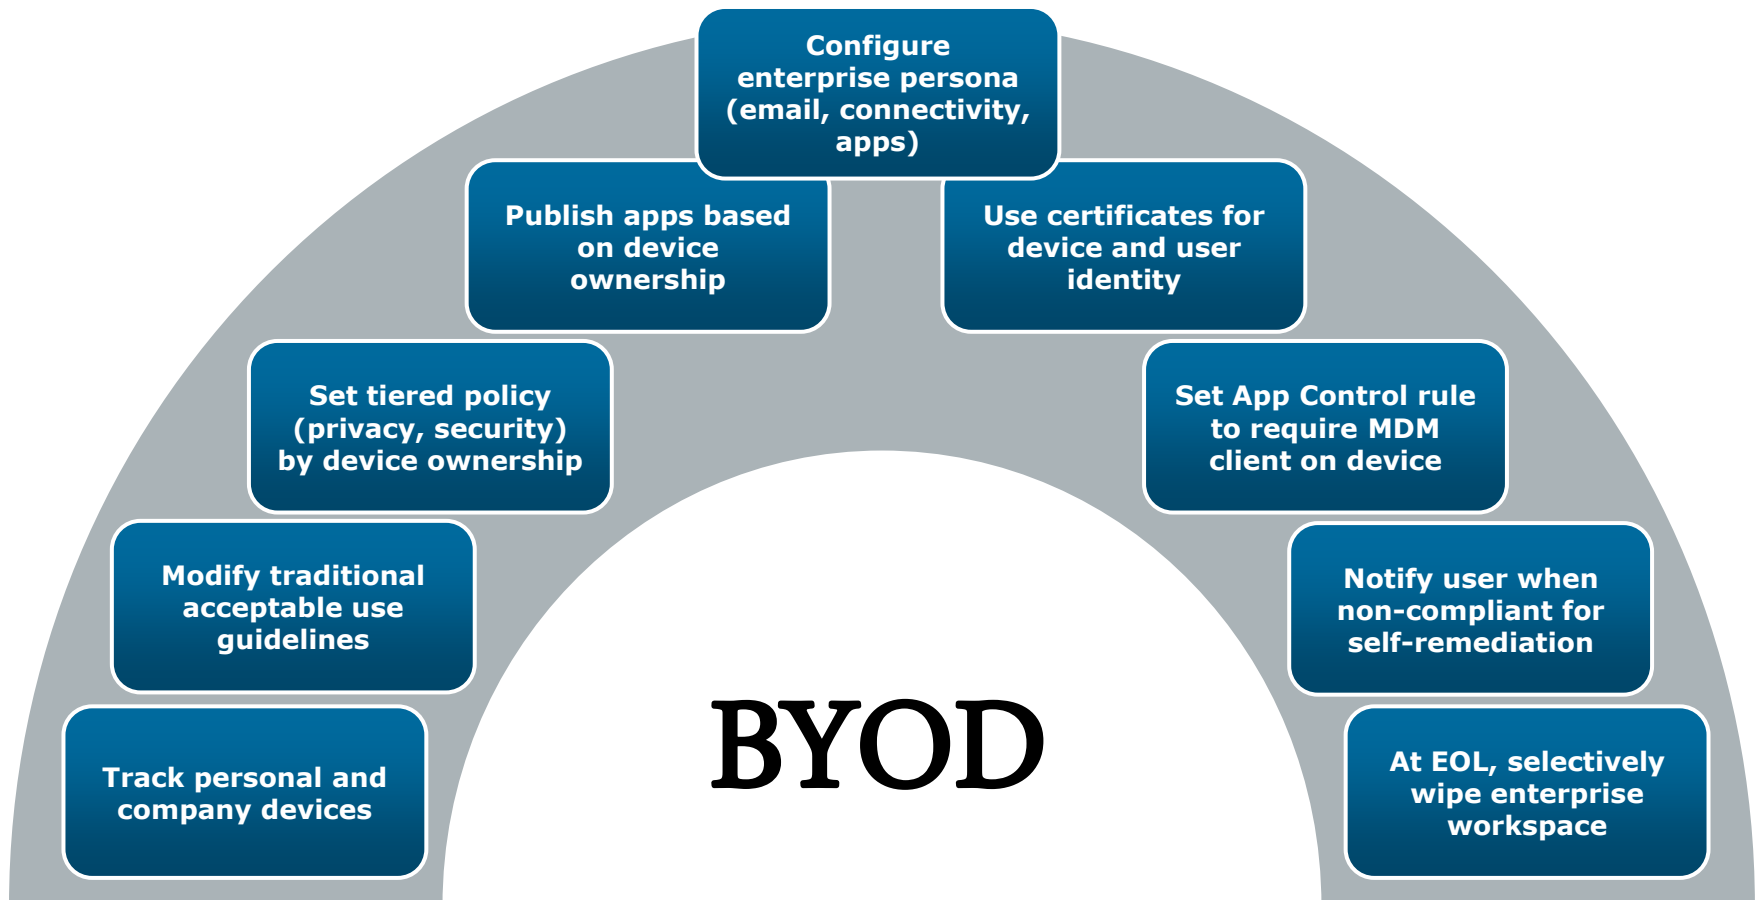 Configure
enterprise persona
(email, connectivity,
apps)
Publish apps based
on device
ownership
Use certificates for
device and user
identity
Set tiered policy
(privacy, security)
by device ownership
Set App Control rule
to require MDM
client on device
Modify traditional
acceptable use
guidelines
Notify user when
non-compliant for
self-remediation
Track personal and
company devices
BYOD
At EOL, selectively
wipe enterprise
workspace